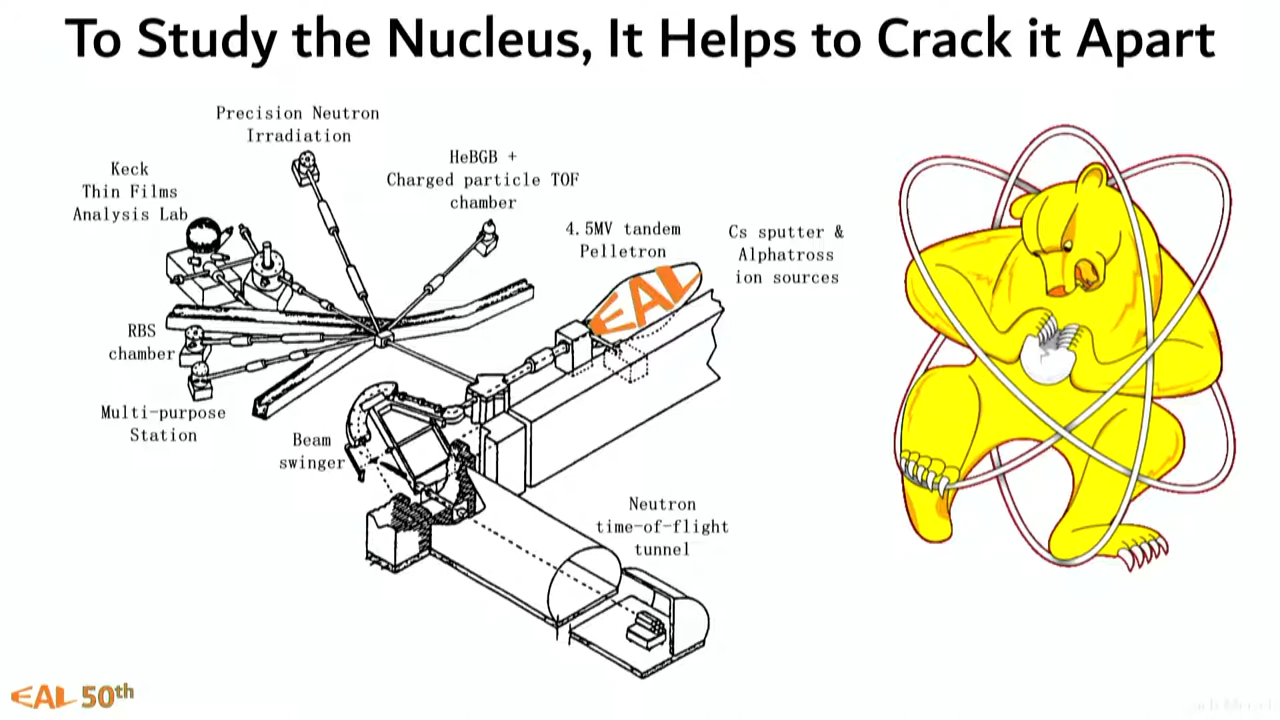 To Study the Nucleus, It Helps to Crack it Apart
Precision Neutron
Irradiation
HeBGB +
Charged particle TOF
chamber
Keck
Thin Films
Analysis Lab
4.5MV tandem
Pelletron
Cs sputter &
Alphatross
ion sources
EAL
RBS
chamber
Multi-purpose
Station
Beam
swinger
Neutron
time-of-flight
tunnel
EAL 50th